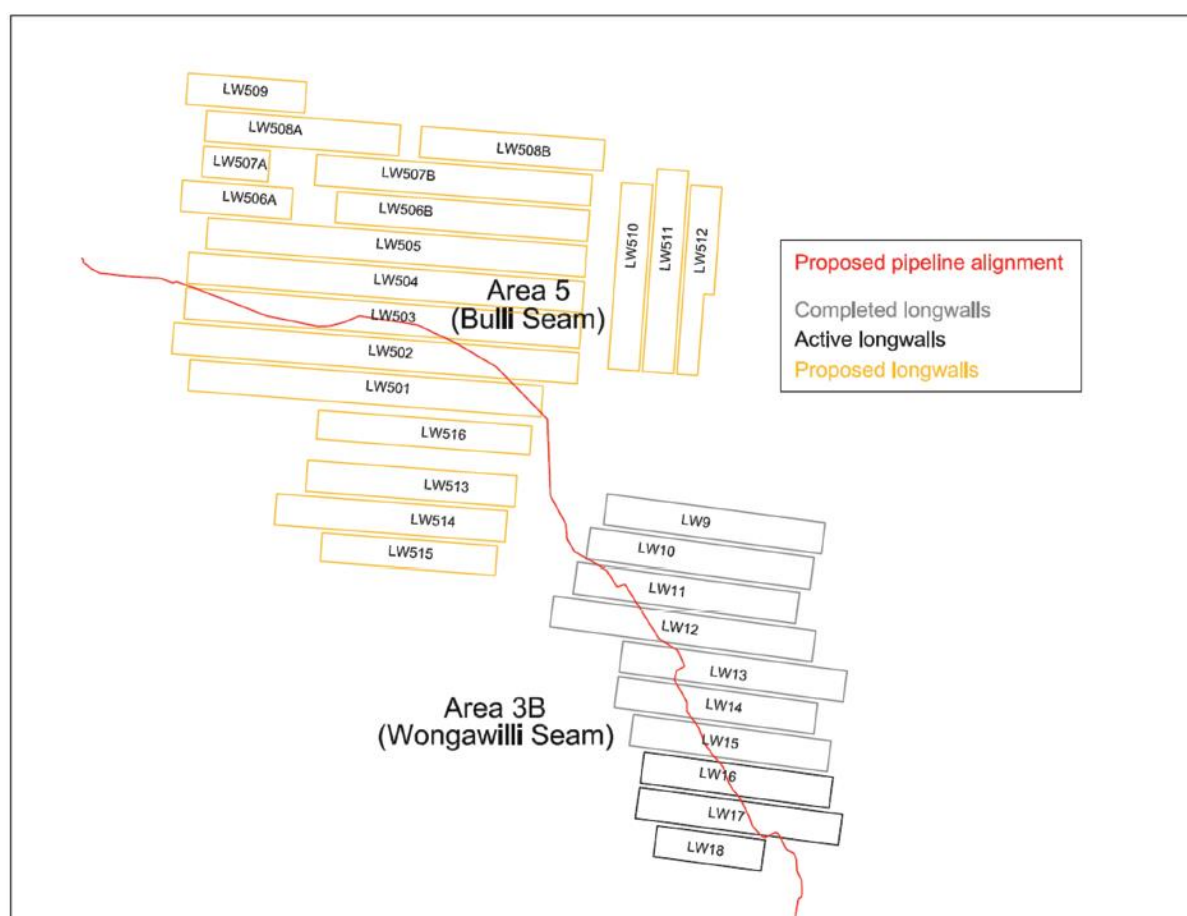 LW509
LW508A
LW508B
LW507A
LW507B
LW506A
LW506B
LW505
LW504
LW503
LW502
LW501
LW516
LW513
LW514
LW515
Area 5
(Bulli Seam)
LW510
LW511
LW512
Proposed pipeline alignment
Completed longwalls
Active longwalls
Proposed longwalls
LW9
LW10
LW11
LW12
LW13
LW14
LW15
LW16
LW17
LW18
Area 3B
(Wongawilli Seam)